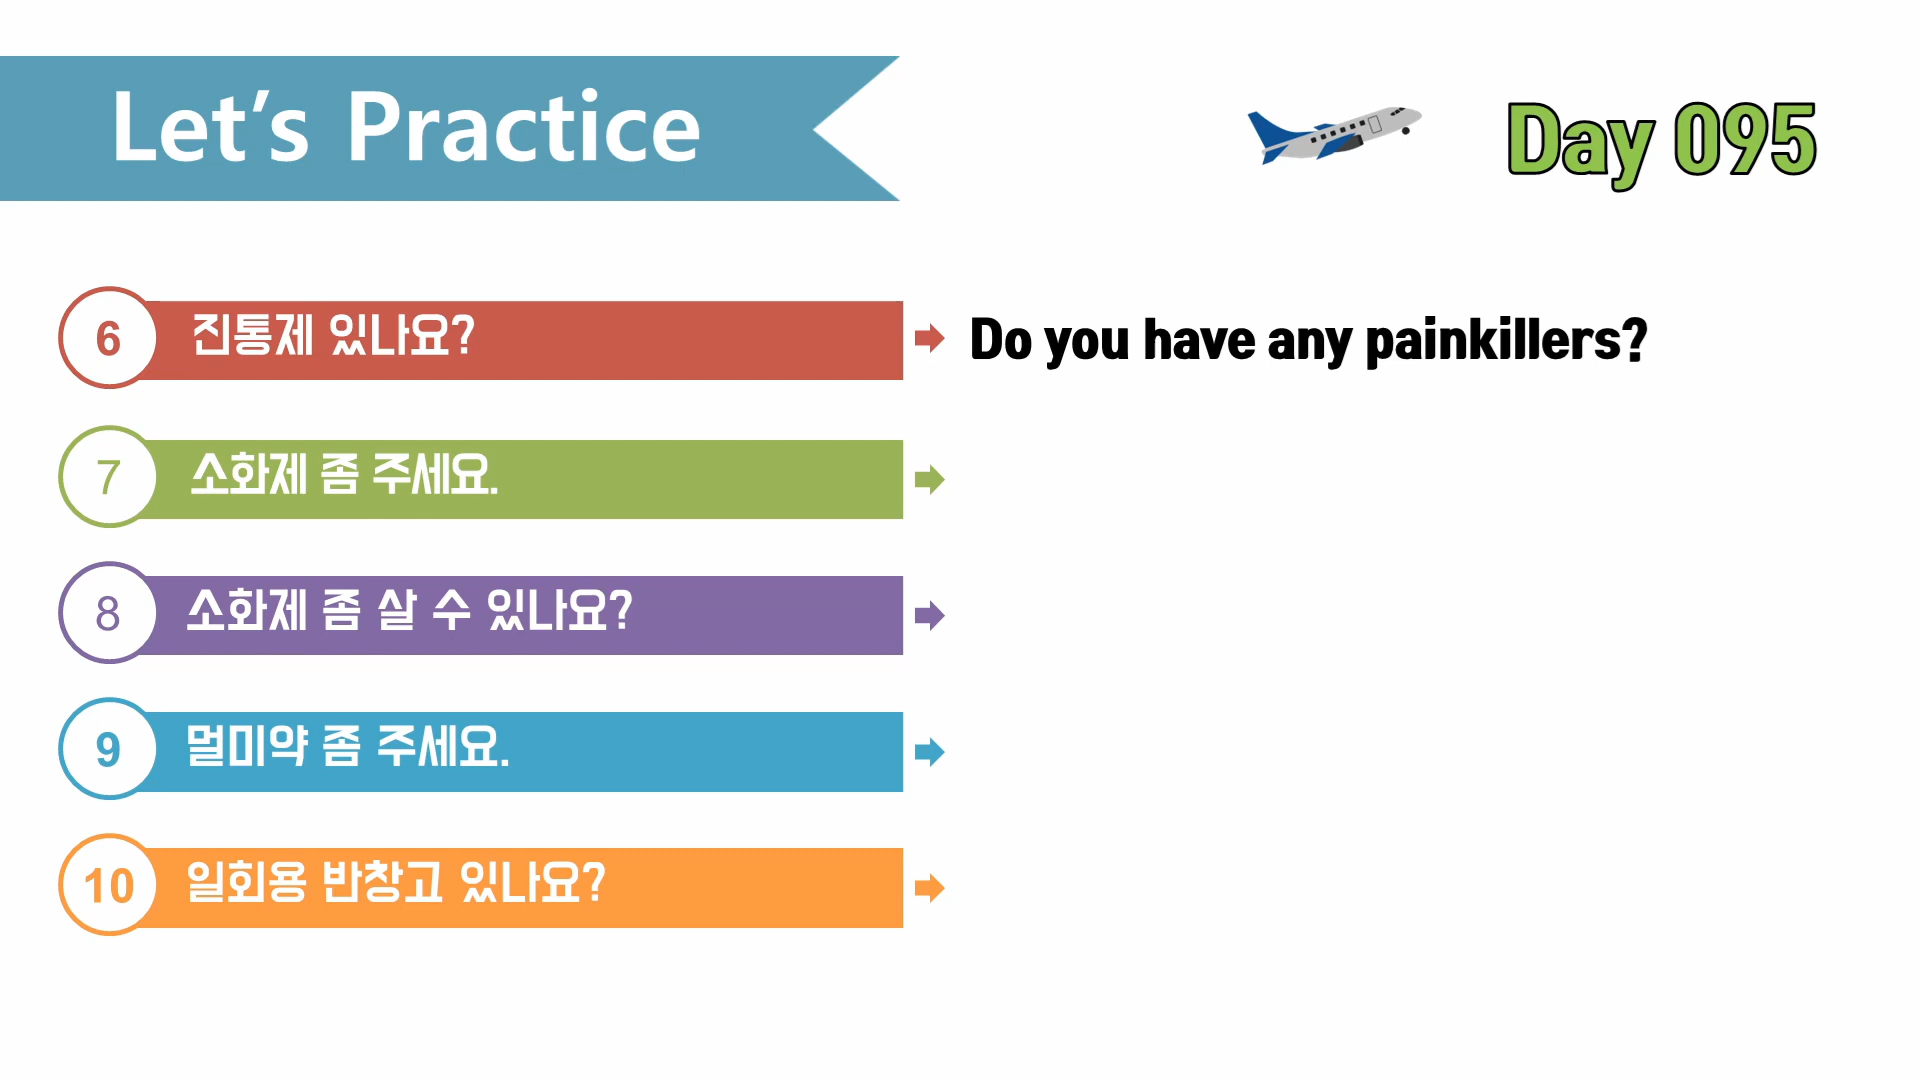 Let's Practice
Day 095
6 진통제 있나요? Do you have any painkillers?
7 소화제 좀 주세요.
8 소화제 좀 살 수 있나요?
9 멀미약 좀 주세요.
10 일회용 반창고 있나요?